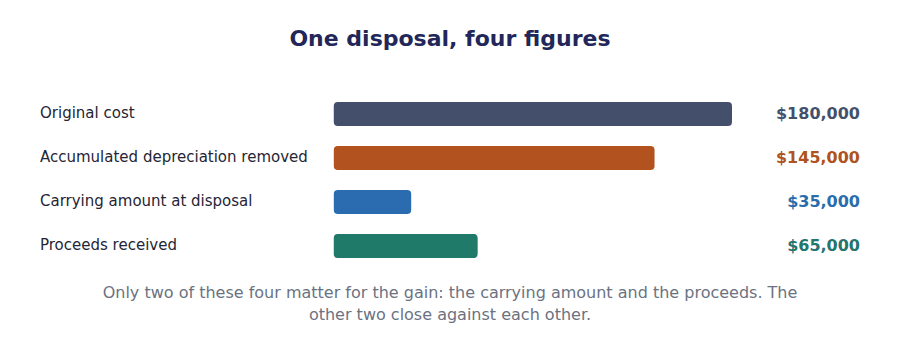 One disposal, four figures
Original cost $180,000
Accumulated depreciation removed $145,000
Carrying amount at disposal $35,000
Proceeds received $65,000
Only two of these four matter for the gain: the carrying amount and the proceeds. The
other two close against each other.